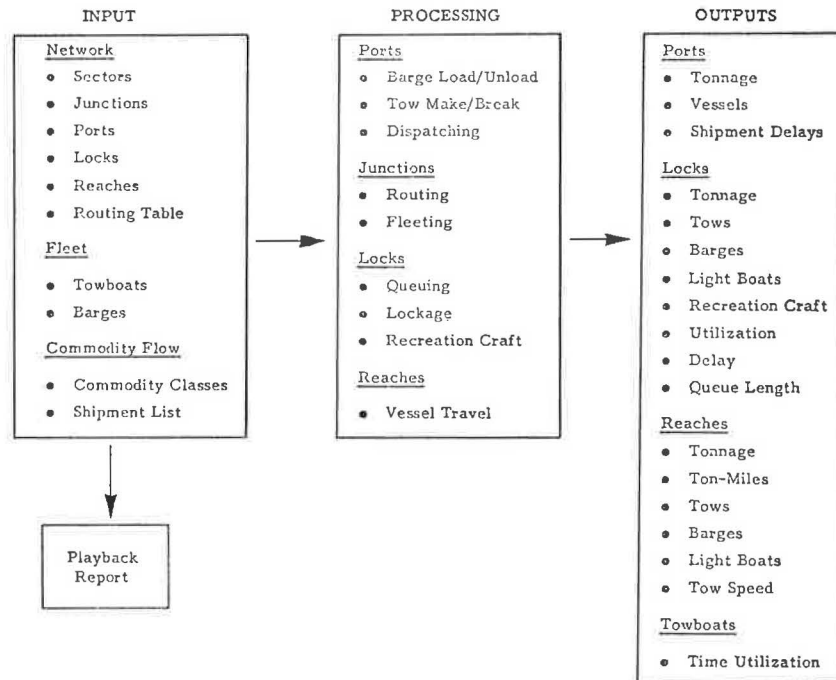 INPUT
Network
Sectors
Junctions
Ports
Locks
Reaches
Routing Table
Fleet
Towboats
Barges
Commodity Flow
Commodity Classes
Shipment List
Playback
Report
PROCESSING
Ports
Barge Load/Unload
Tow Make/Break
Dispatching
Junctions
Routing
Fleeting
Locks
Queuing
Lockage
Recreation Craft
Reaches
Vessel Travel
OUTPUTS
Ports
Tonnage
Vessels
Shipment Delays
Locks
Tonnage
Tows
Barges
Light Boats
Recreation Craft
Utilization
Delay
Queue Length
Reaches
Tonnage
Ton-Miles
Tows
Barges
Light Boats
Tow Speed
Towboats
Time Utilization